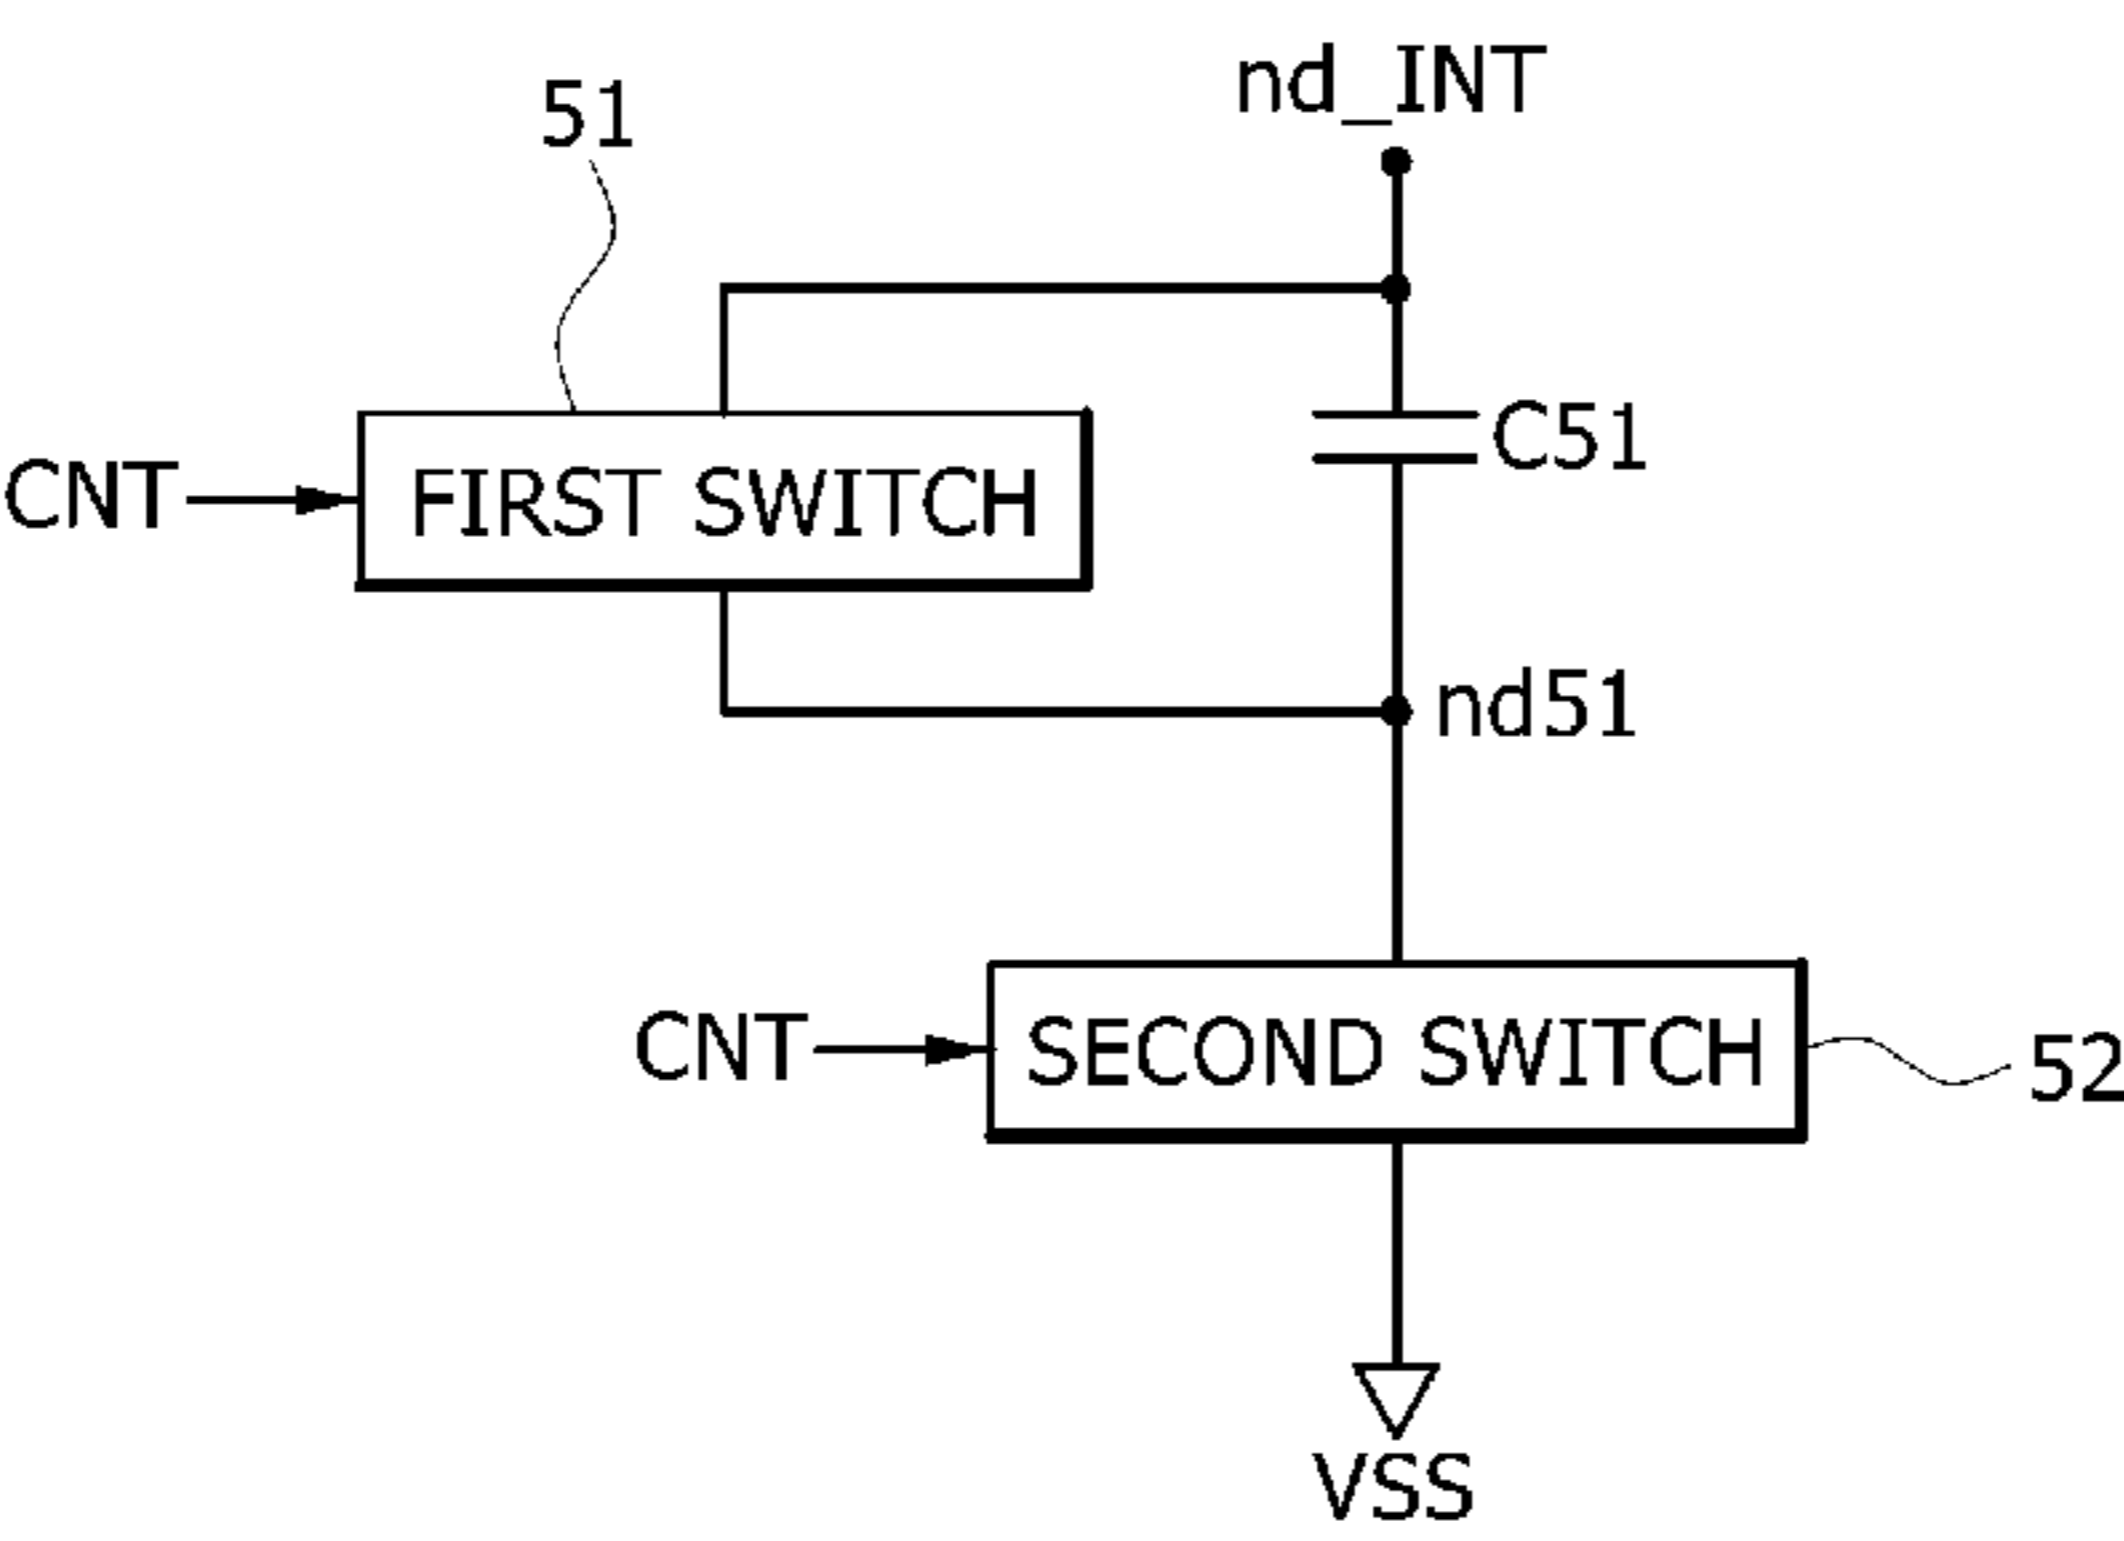 nd_INT
51
C51
CNT
FIRST SWITCH
nd51
CNT
SECOND SWITCH
52
VSS